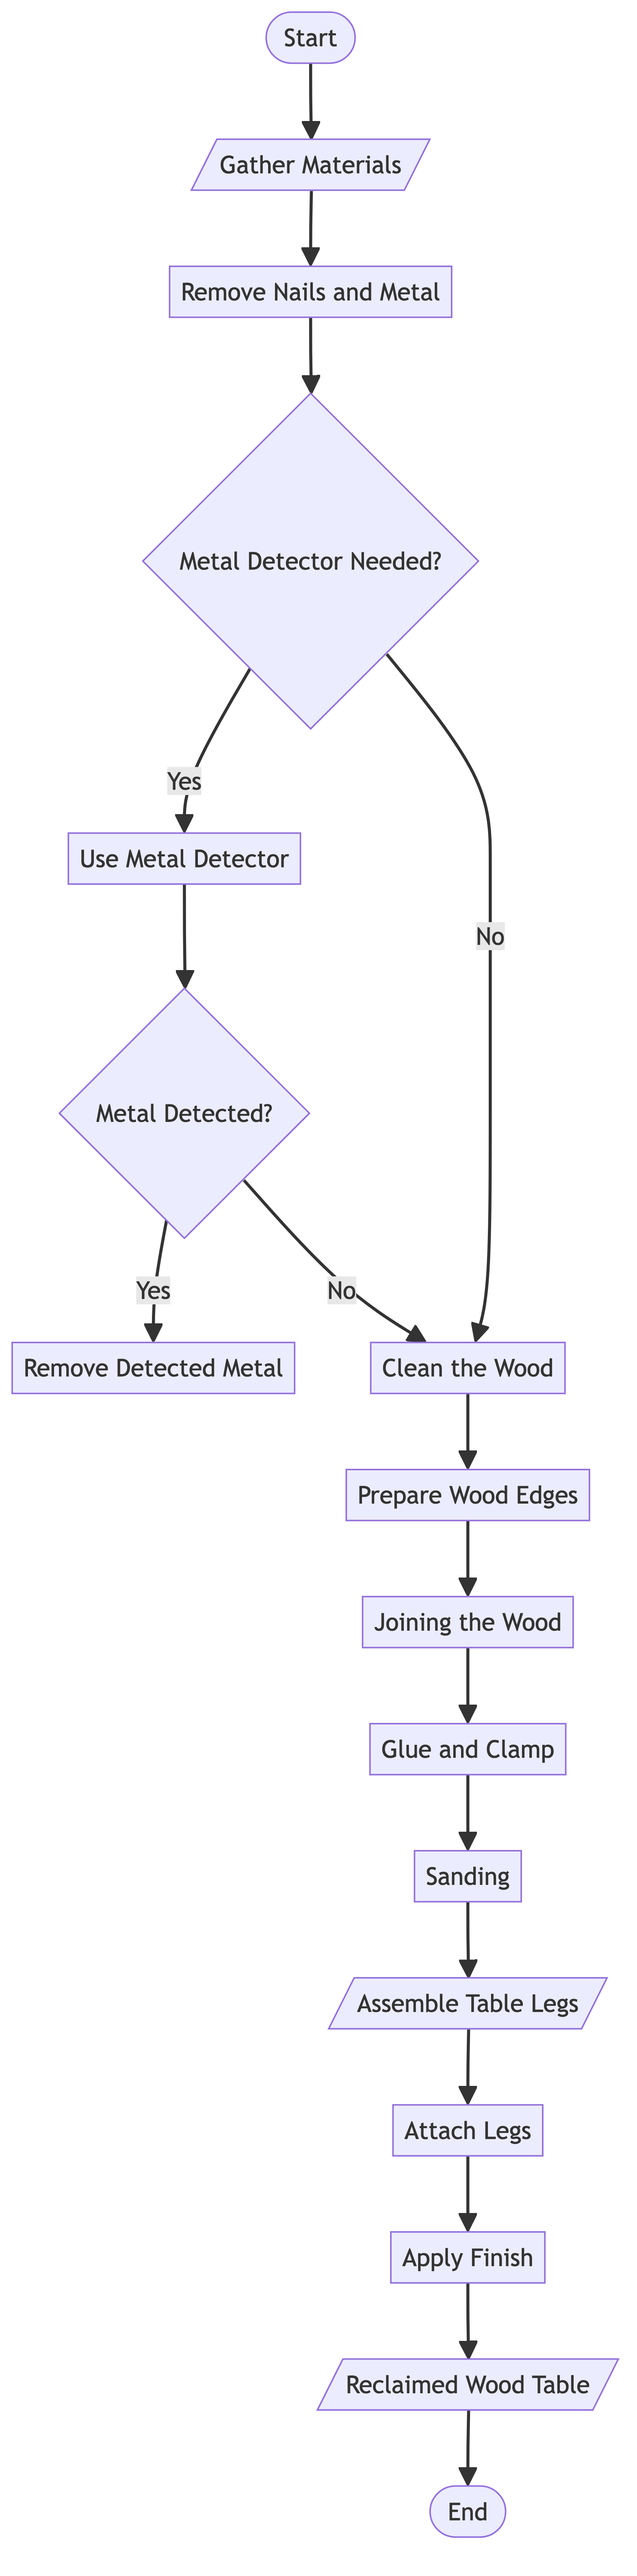 Start
Gather Materials
Remove Nails and Metal
Metal Detector Needed?
Yes
Use Metal Detector
No
Metal Detected?
Yes
No
Remove Detected Metal
Clean the Wood
Prepare Wood Edges
Joining the Wood
Glue and Clamp
Sanding
Assemble Table Legs
Attach Legs
Apply Finish
Reclaimed Wood Table
End